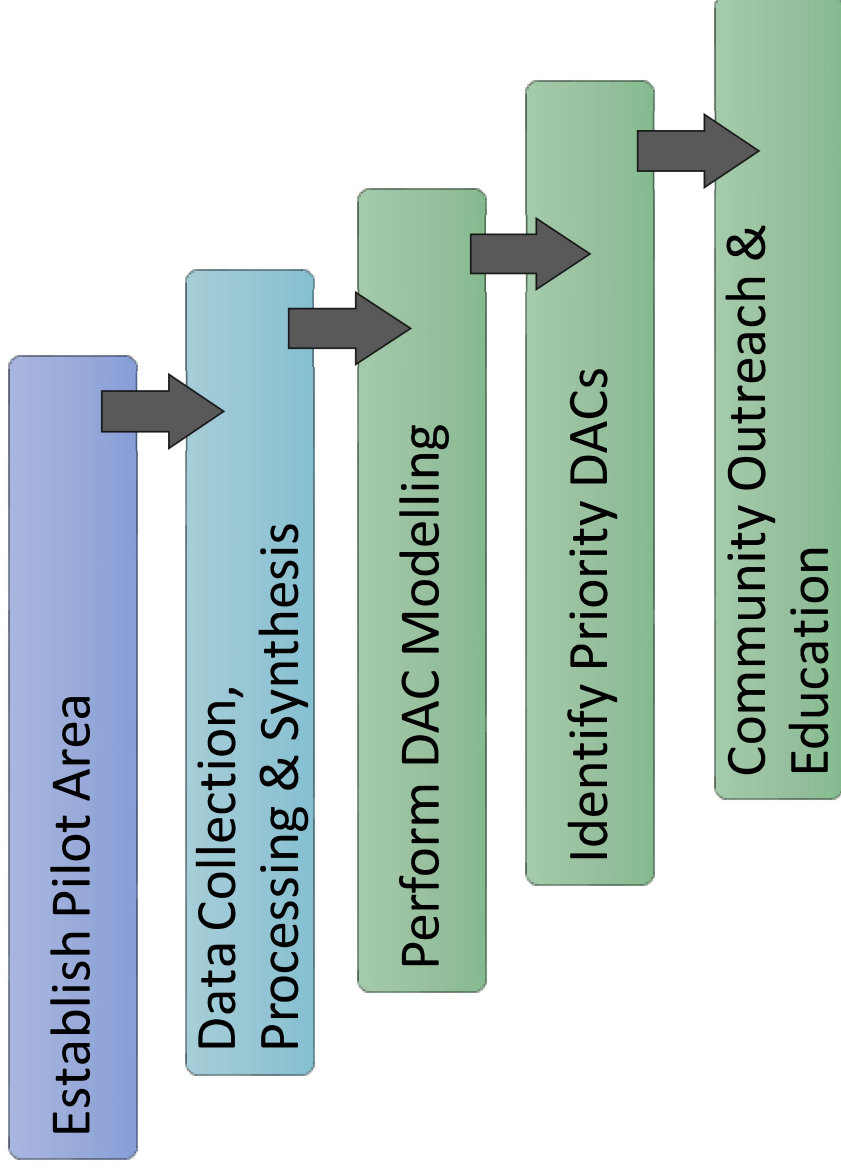 Establish Pilot Area
Data Collection,
Processing & Synthesis
Perform DAC Modelling
Identify Priority DACs
Community Outreach &
Education